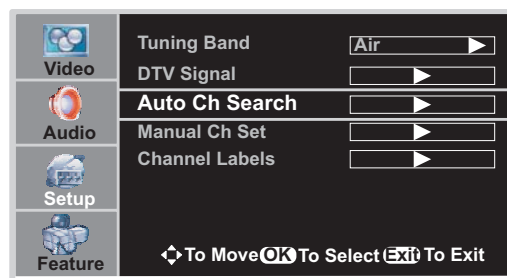 Video
Audio
Setup
Feature
Tuning Band Air
DTV Signal
Auto Ch Search
Manual Ch Set
Channel Labels
To Move OK To Select Exit To Exit